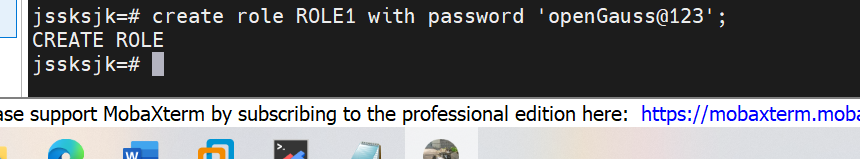 jssksjk=# create role ROLE1 with password 'openGauss@123';
CREATE ROLE
jssksjk=#
ase support MobaXterm by subscribing to the professional edition here: https://mobaxterm.moba